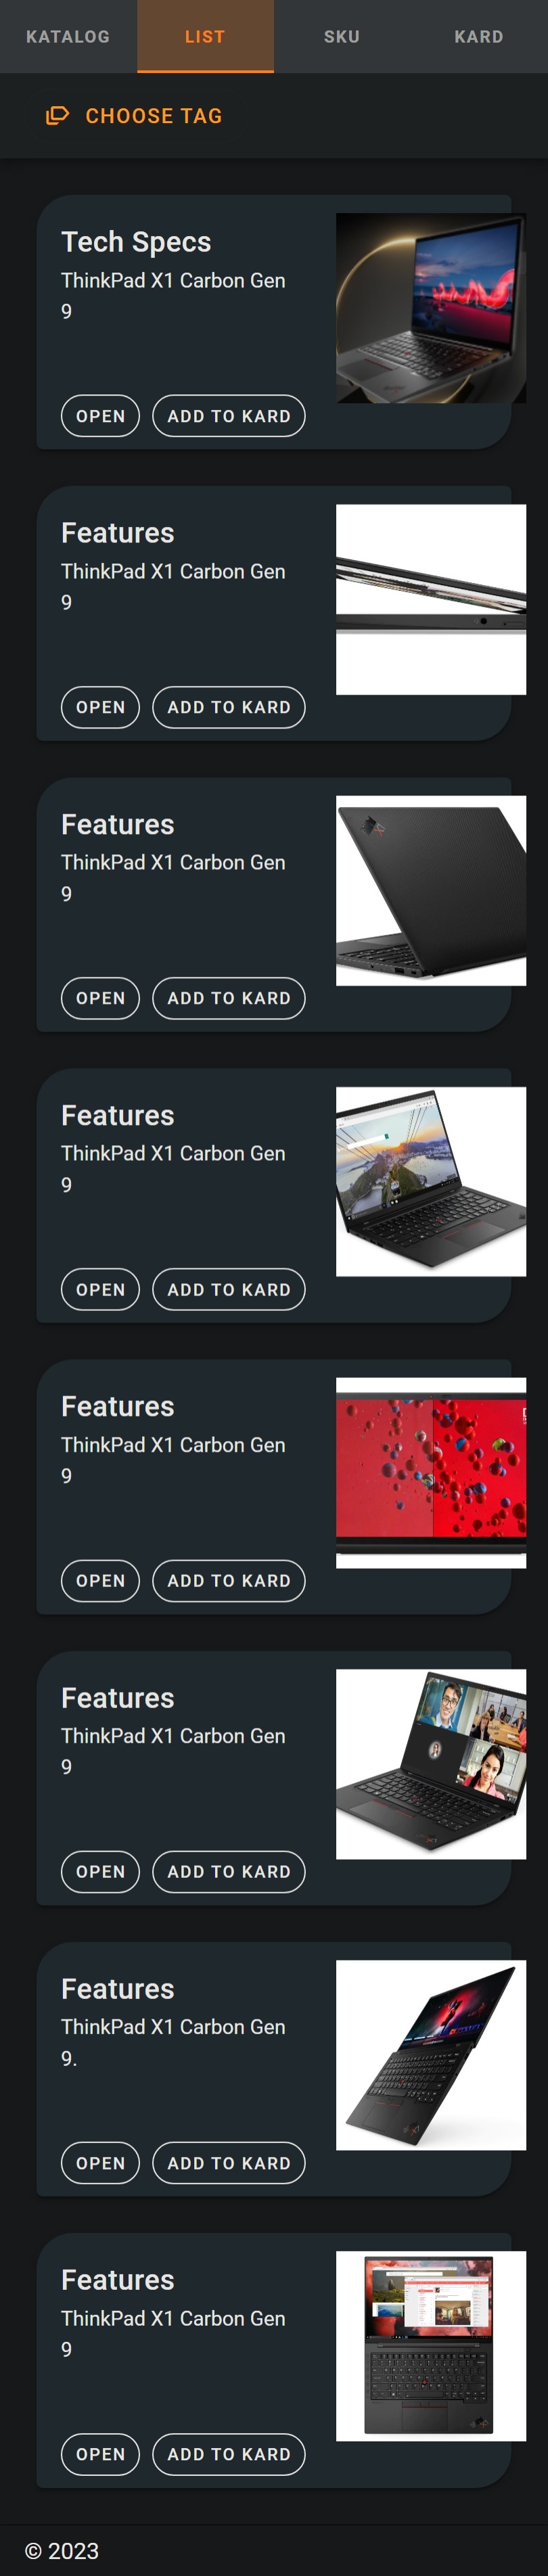 KATALOG LIST SKU KARD
CHOOSE TAG
Tech Specs
ThinkPad X1 Carbon Gen
9
OPEN ADD TO KARD
Features
ThinkPad X1 Carbon Gen
9
OPEN ADD TO KARD
Features
ThinkPad X1 Carbon Gen
9
OPEN ADD TO KARD
Features
ThinkPad X1 Carbon Gen
9
OPEN ADD TO KARD
Features
ThinkPad X1 Carbon Gen
9
OPEN ADD TO KARD
Features
ThinkPad X1 Carbon Gen
9
OPEN ADD TO KARD
Features
ThinkPad X1 Carbon Gen
9.
OPEN ADD TO KARD
Features
ThinkPad X1 Carbon Gen
9
OPEN ADD TO KARD
© 2023